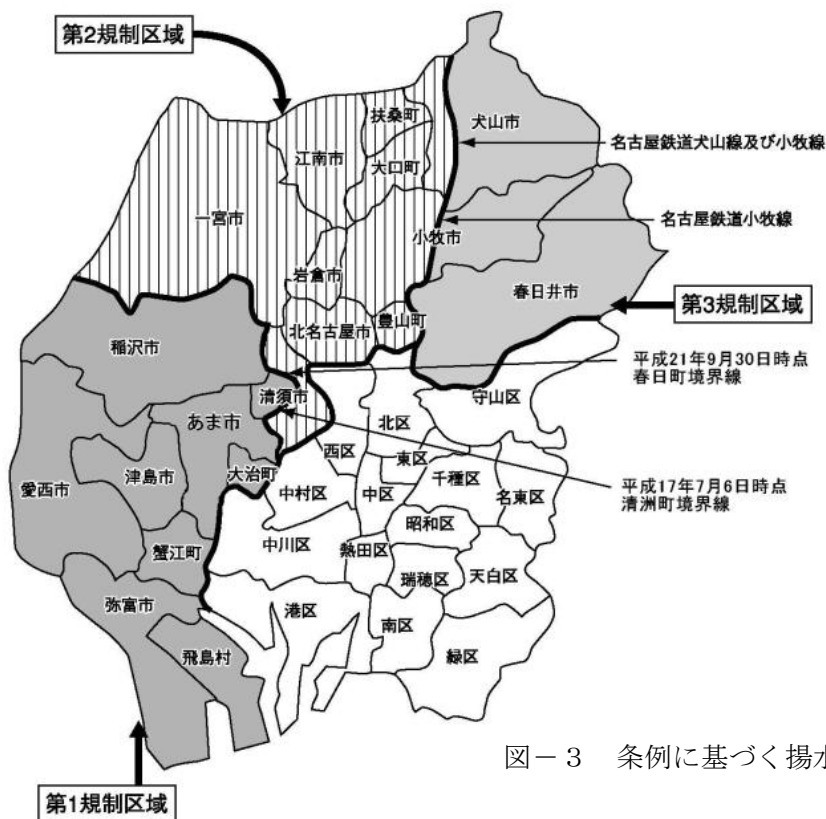 第2規制区域
扶桑町
犬山市
江南市
大口町
名古屋鉄道犬山線及び小牧線
一宮市
小牧市
名古屋鉄道小牧線
岩倉市
春日井市
北名古屋市
豊山町
第3規制区域
稲沢市
平成21年9月30日時点
春日町境界線
清須市
守山区
あま市
北区
西区
東区
愛西市
津島市
大治町
中村区
中区
千種区
名東区
平成17年7月6日時点
清洲町境界線
昭和区
蟹江町
中川区
熱田区
瑞穂区
天白区
弥富市
港区
南区
飛島村
緑区
図-3 条例に基づく揚水
第1規制区域